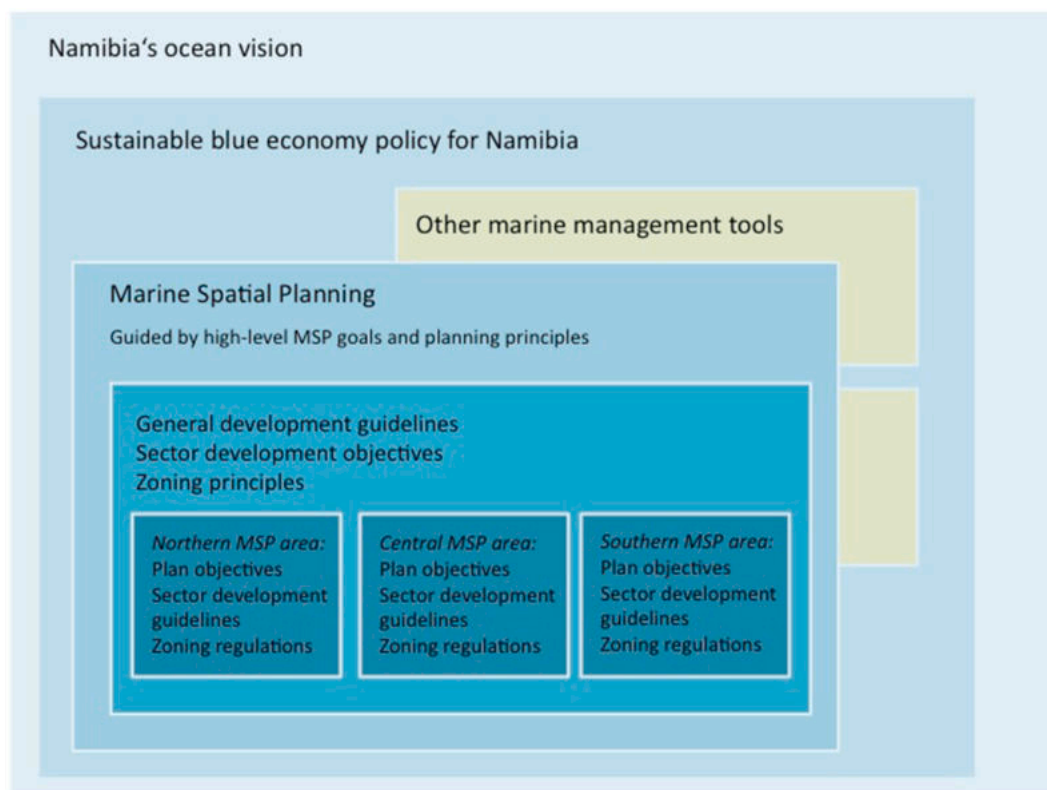 Namibia‘s ocean vision
Sustainable blue economy policy for Namibia
Other marine management tools
Marine Spatial Planning
Guided by high-level MSP goals and planning principles
General development guidelines
Sector development objectives
Zoning principles
Northern MSP area:
Plan objectives
Sector development
guidelines
Zoning regulations
Central MSP area:
Plan objectives
Sector development
guidelines
Zoning regulations
Southern MSP area:
Plan objectives
Sector development
guidelines
Zoning regulations